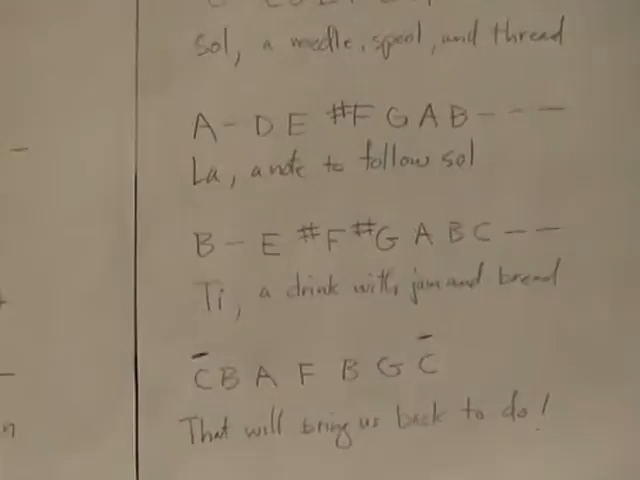 sol, a needle, spool, and thread
A - D E #F G A B - - -
La, a note to follow sol
B - E #F #G A B C - -
Ti, a drink with jam and bread
C̄ B A F B G C̄
That will bring us back to do!